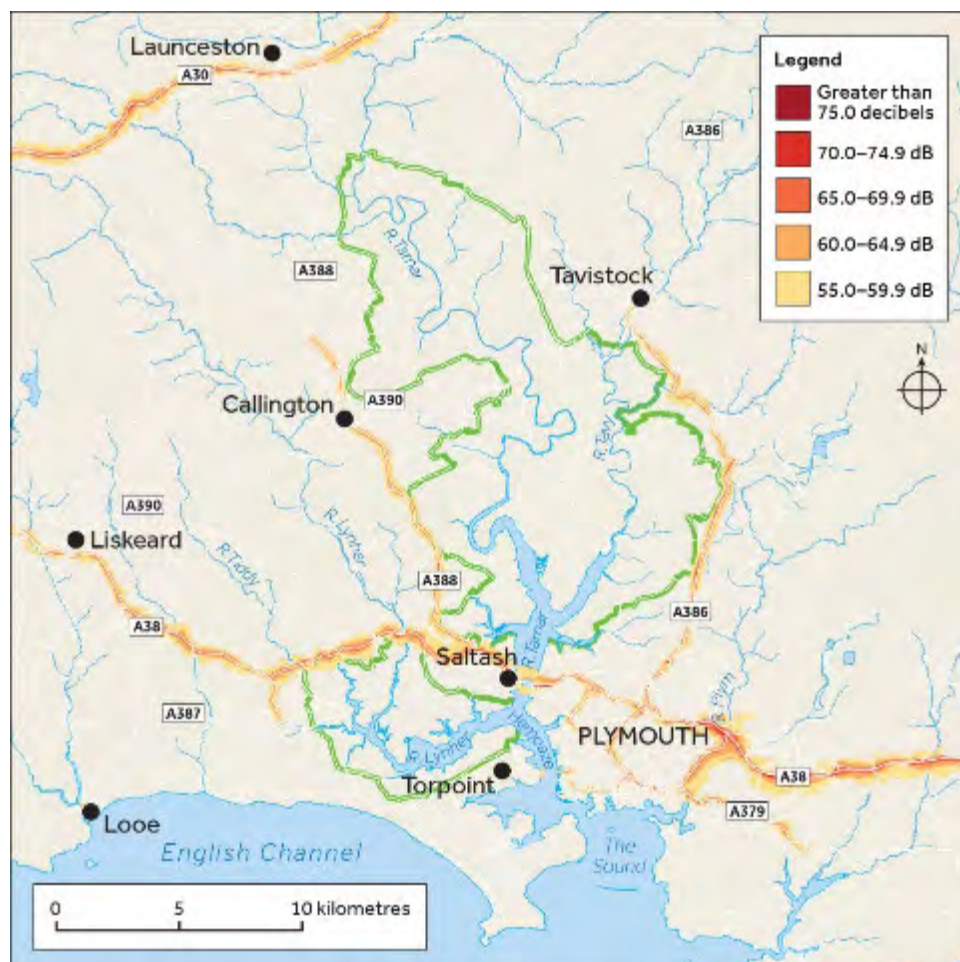 Launceston
A30
Legend
Greater than
75.0 decibels
70.0–74.9 dB
65.0–69.9 dB
60.0–64.9 dB
55.0–59.9 dB
A386
R.Tamar
A388
Tavistock
N
A390
Callington
R.Tavy
A390
Liskeard
R.Lynher
R.Tiddy
A388
A386
A38
R.Tamar
Saltash
Plym
A387
PLYMOUTH
Hamoaze
R.Lynher
Torpoint
A38
A379
Looe
English Channel
The
Sound
0 5 10 kilometres